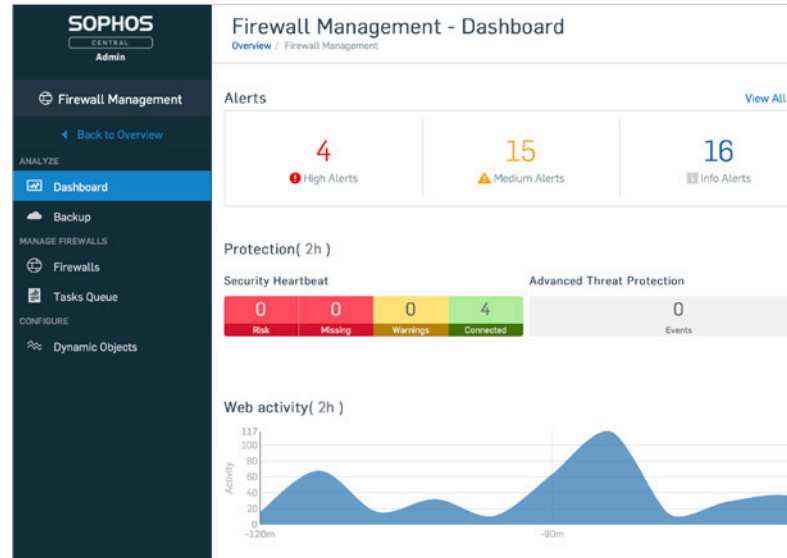 SOPHOS
CENTRAL
Admin
Firewall Management
Back to Overview
ANALYZE
Dashboard
Backup
MANAGE FIREWALLS
Firewalls
Tasks Queue
CONFIGURE
Dynamic Objects
Firewall Management - Dashboard
Overview / Firewall Management
Alerts
View All
4
High Alerts
15
Medium Alerts
16
Info Alerts
Protection( 2h )
Security Heartbeat
Advanced Threat Protection
0
Risk
0
Missing
0
Warnings
4
Connected
0
Events
Web activity( 2h )
Activity
117
100
80
60
40
20
0
-120m
-90m